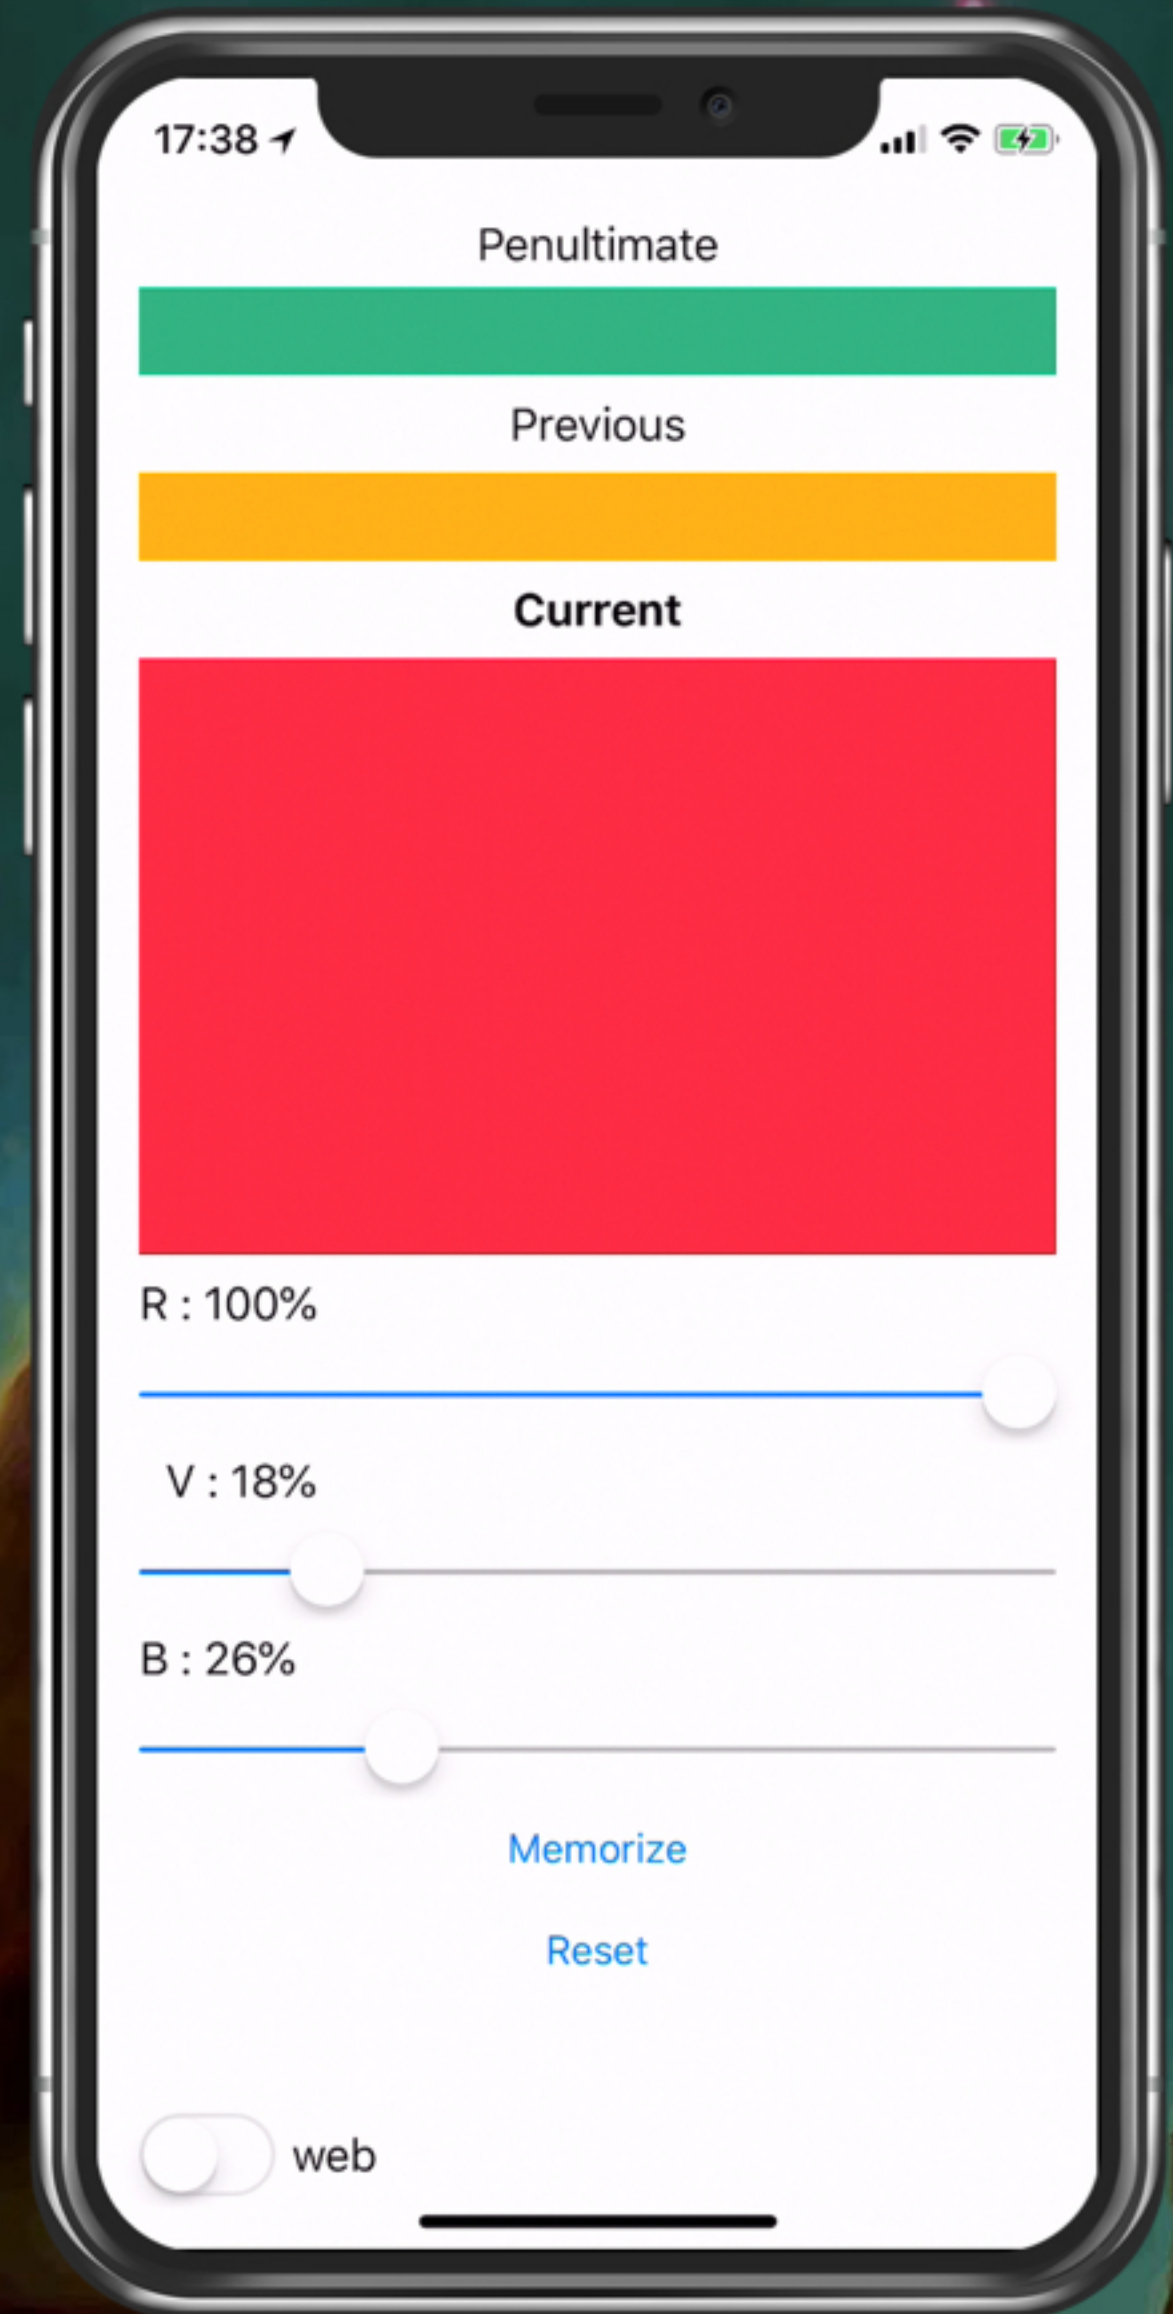 17:38
Penultimate
Previous
Current
R : 100%
V : 18%
B : 26%
Memorize
Reset
web